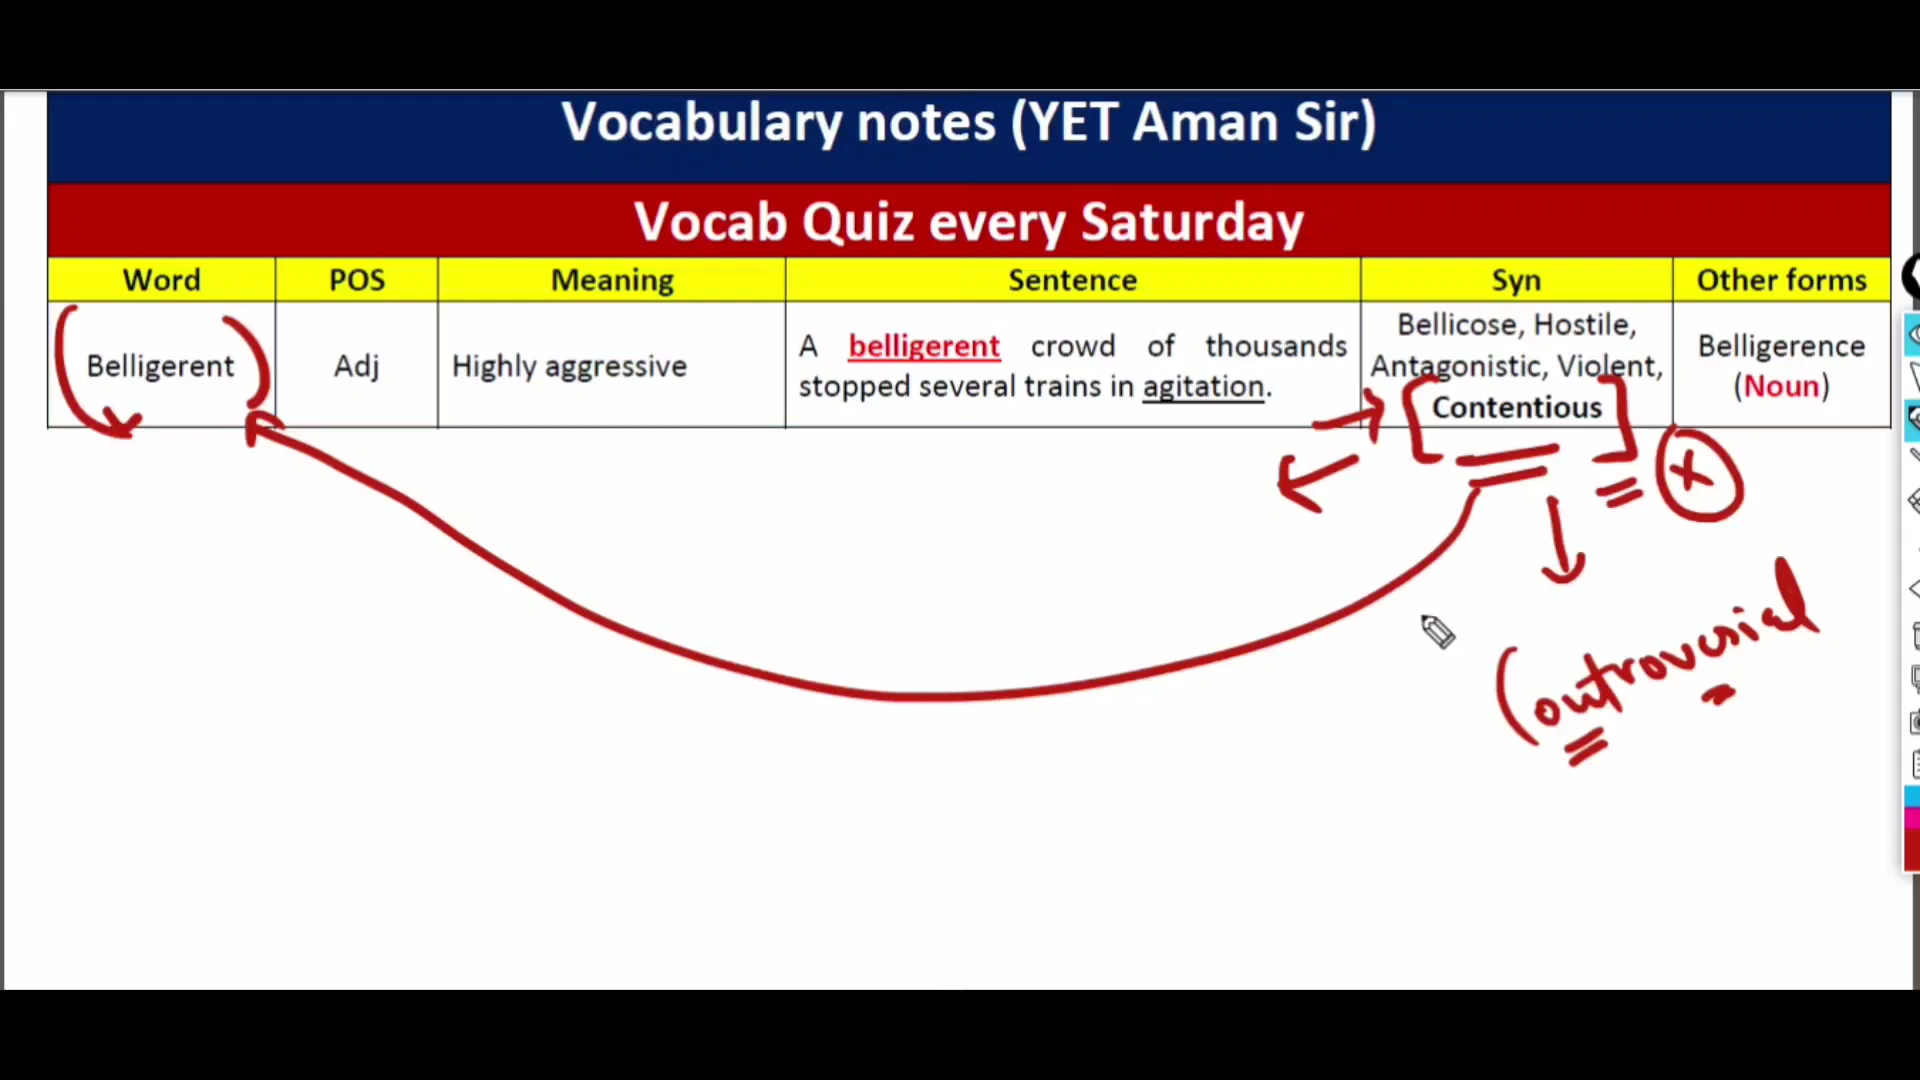 Vocabulary notes (YET Aman Sir)
Vocab Quiz every Saturday
Word POS Meaning Sentence Syn Other forms
Belligerent
Adj
Highly aggressive
A belligerent crowd of thousands
stopped several trains in agitation.
Bellicose, Hostile,
Antagonistic, Violent,
Contentious
Belligerence
(Noun)
Controversial